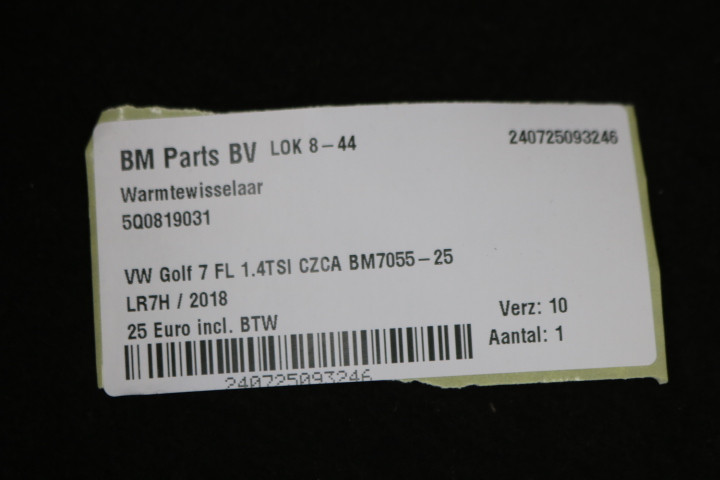 BM Parts BV LOK 8-44 240725093246
Warmtewisselaar
5Q0819031
VW Golf 7 FL 1.4TSI CZCA BM7055-25
LR7H / 2018
25 Euro incl. BTW
Verz: 10
Aantal: 1
240725093246